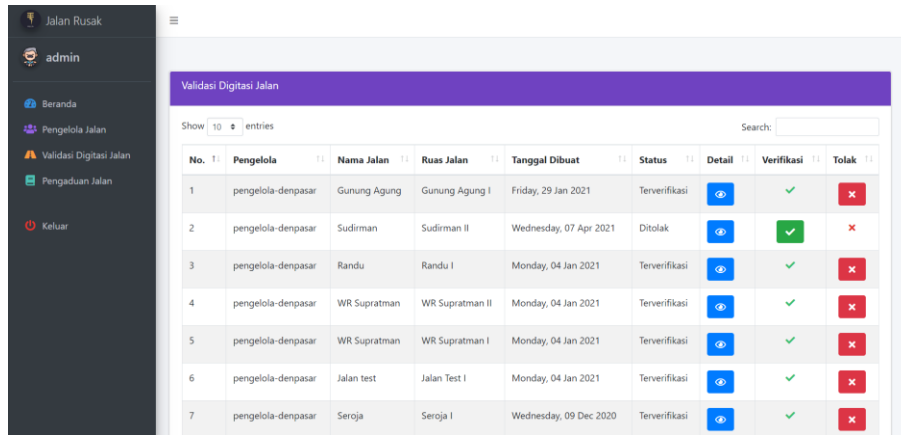 Jalan Rusak
admin
Beranda
Pengelola Jalan
Validasi Digitasi Jalan
Pengaduan Jalan
Keluar
Validasi Digitasi Jalan
Show 10 entries Search:
No. Pengelola Nama Jalan Ruas Jalan Tanggal Dibuat Status Detail Verifikasi Tolak
1 pengelola-denpasar Gunung Agung Gunung Agung I Friday, 29 Jan 2021 Terverifikasi
2 pengelola-denpasar Sudirman Sudirman II Wednesday, 07 Apr 2021 Ditolak
3 pengelola-denpasar Randu Randu I Monday, 04 Jan 2021 Terverifikasi
4 pengelola-denpasar WR Supratman WR Supratman II Monday, 04 Jan 2021 Terverifikasi
5 pengelola-denpasar WR Supratman WR Supratman I Monday, 04 Jan 2021 Terverifikasi
6 pengelola-denpasar Jalan test Jalan Test I Monday, 04 Jan 2021 Terverifikasi
7 pengelola-denpasar Seroja Seroja I Wednesday, 09 Dec 2020 Terverifikasi